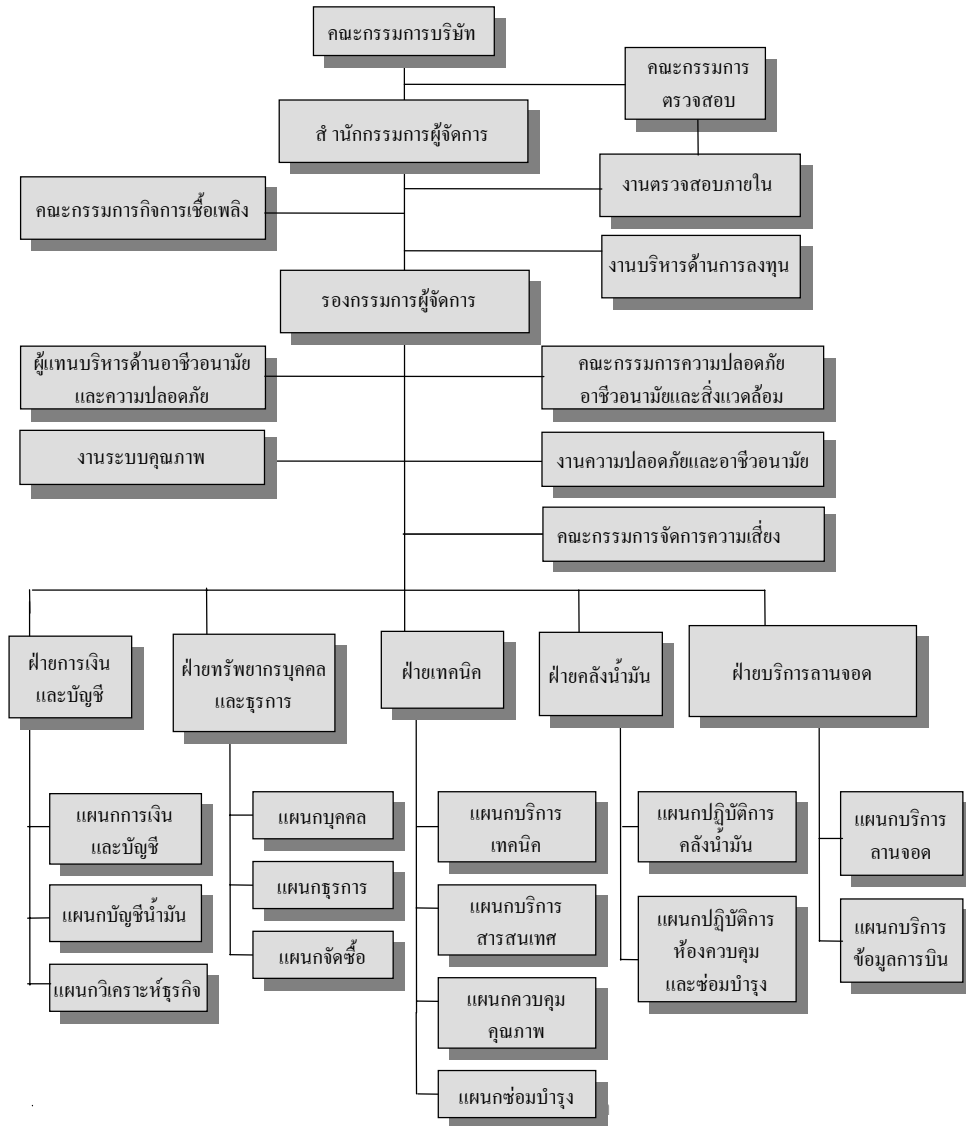 คณะกรรมการบริษัท
คณะกรรมการ
ตรวจสอบ
สำนักกรรมการผู้จัดการ
งานตรวจสอบภายใน
คณะกรรมการกิจการเชื้อเพลิง
งานบริหารด้านการลงทุน
รองกรรมการผู้จัดการ
ผู้แทนบริหารด้านอาชีวอนามัย
และความปลอดภัย
คณะกรรมการความปลอดภัย
อาชีวอนามัยและสิ่งแวดล้อม
งานระบบคุณภาพ
งานความปลอดภัยและอาชีวอนามัย
คณะกรรมการจัดการความเสี่ยง
ฝ่ายการเงิน
และบัญชี
ฝ่ายทรัพยากรบุคคล
และธุรการ
ฝ่ายเทคนิค
ฝ่ายคลังน้ำมัน
ฝ่ายบริการลานจอด
แผนกการเงิน
และบัญชี
แผนกบัญชีน้ำมัน
แผนกวิเคราะห์ธุรกิจ
แผนกบุคคล
แผนกธุรการ
แผนกจัดซื้อ
แผนกบริการ
เทคนิค
แผนกบริการ
สารสนเทศ
แผนกควบคุม
คุณภาพ
แผนกซ่อมบำรุง
แผนกปฏิบัติการ
คลังน้ำมัน
แผนกปฏิบัติการ
ห้องควบคุม
และซ่อมบำรุง
แผนกบริการ
ลานจอด
แผนกบริการ
ข้อมูลการบิน